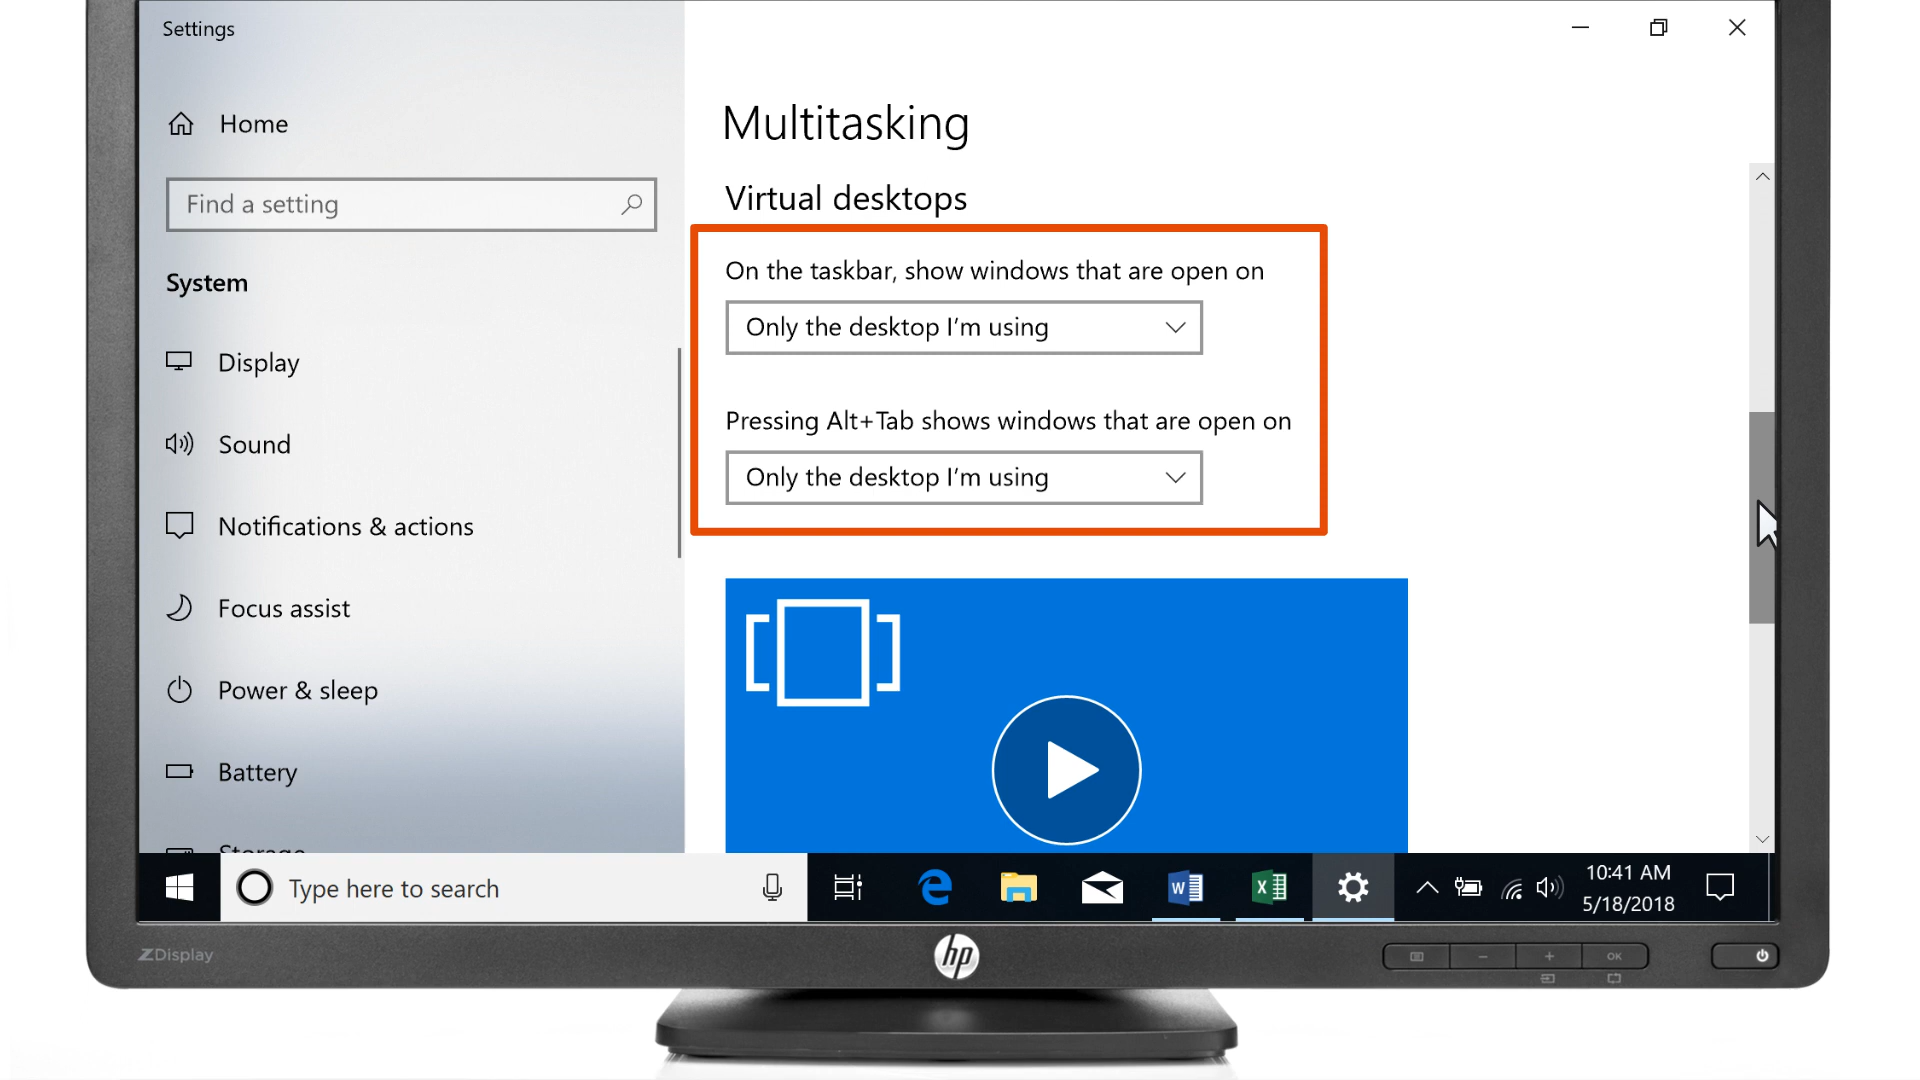 Settings
Home
Find a setting
System
Display
Sound
Notifications & actions
Focus assist
Power & sleep
Battery
Storage
Multitasking
Virtual desktops
On the taskbar, show windows that are open on
Only the desktop I'm using
Pressing Alt+Tab shows windows that are open on
Only the desktop I'm using
Type here to search
W
X
10:41 AM
5/18/2018
ZDisplay
hp
OK